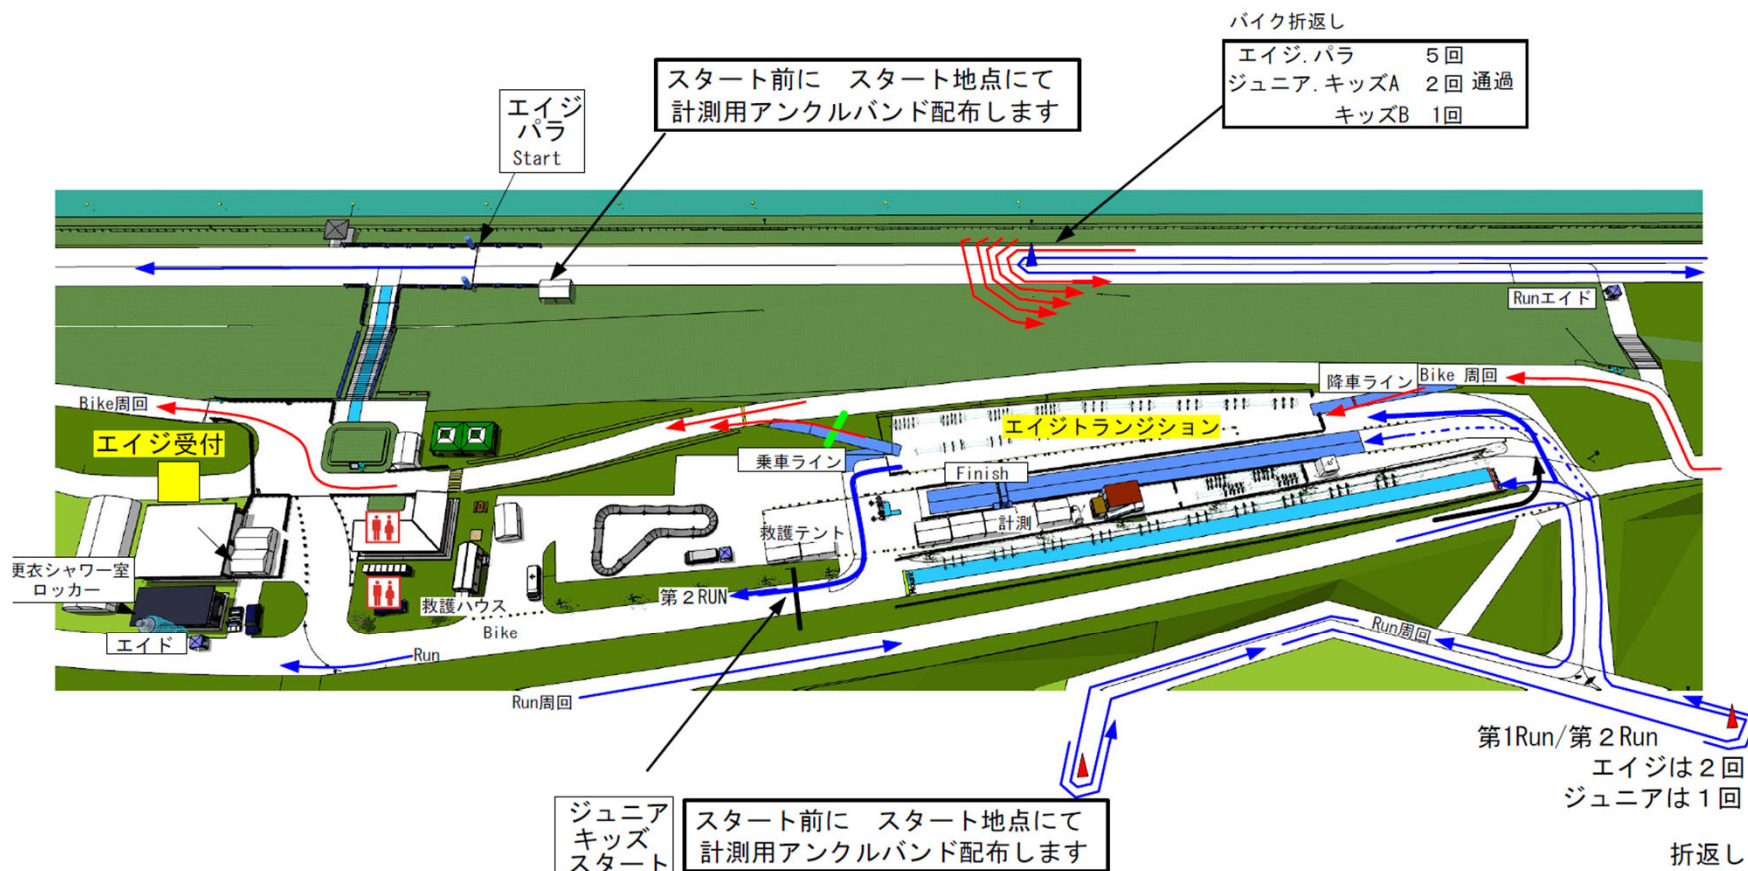 バイク折返し
エイジ.パラ 5回
ジュニア.キッズA 2回 通過
キッズB 1回
スタート前に スタート地点にて
計測用アンクルバンド配布します
エイジ
パラ
Start
Runエイド
降車ライン
Bike 周回
Bike周回
エイジ受付
エイジトランジション
乗車ライン
Finish
計測
救護テント
更衣シャワー室
ロッカー
第2RUN
救護ハウス
Bike
エイド
Run
Run周回
Run周回
第1Run/第2Run
エイジは2回
ジュニアは1回
折返し
ジュニア
キッズ
スタート
スタート前に スタート地点にて
計測用アンクルバンド配布します